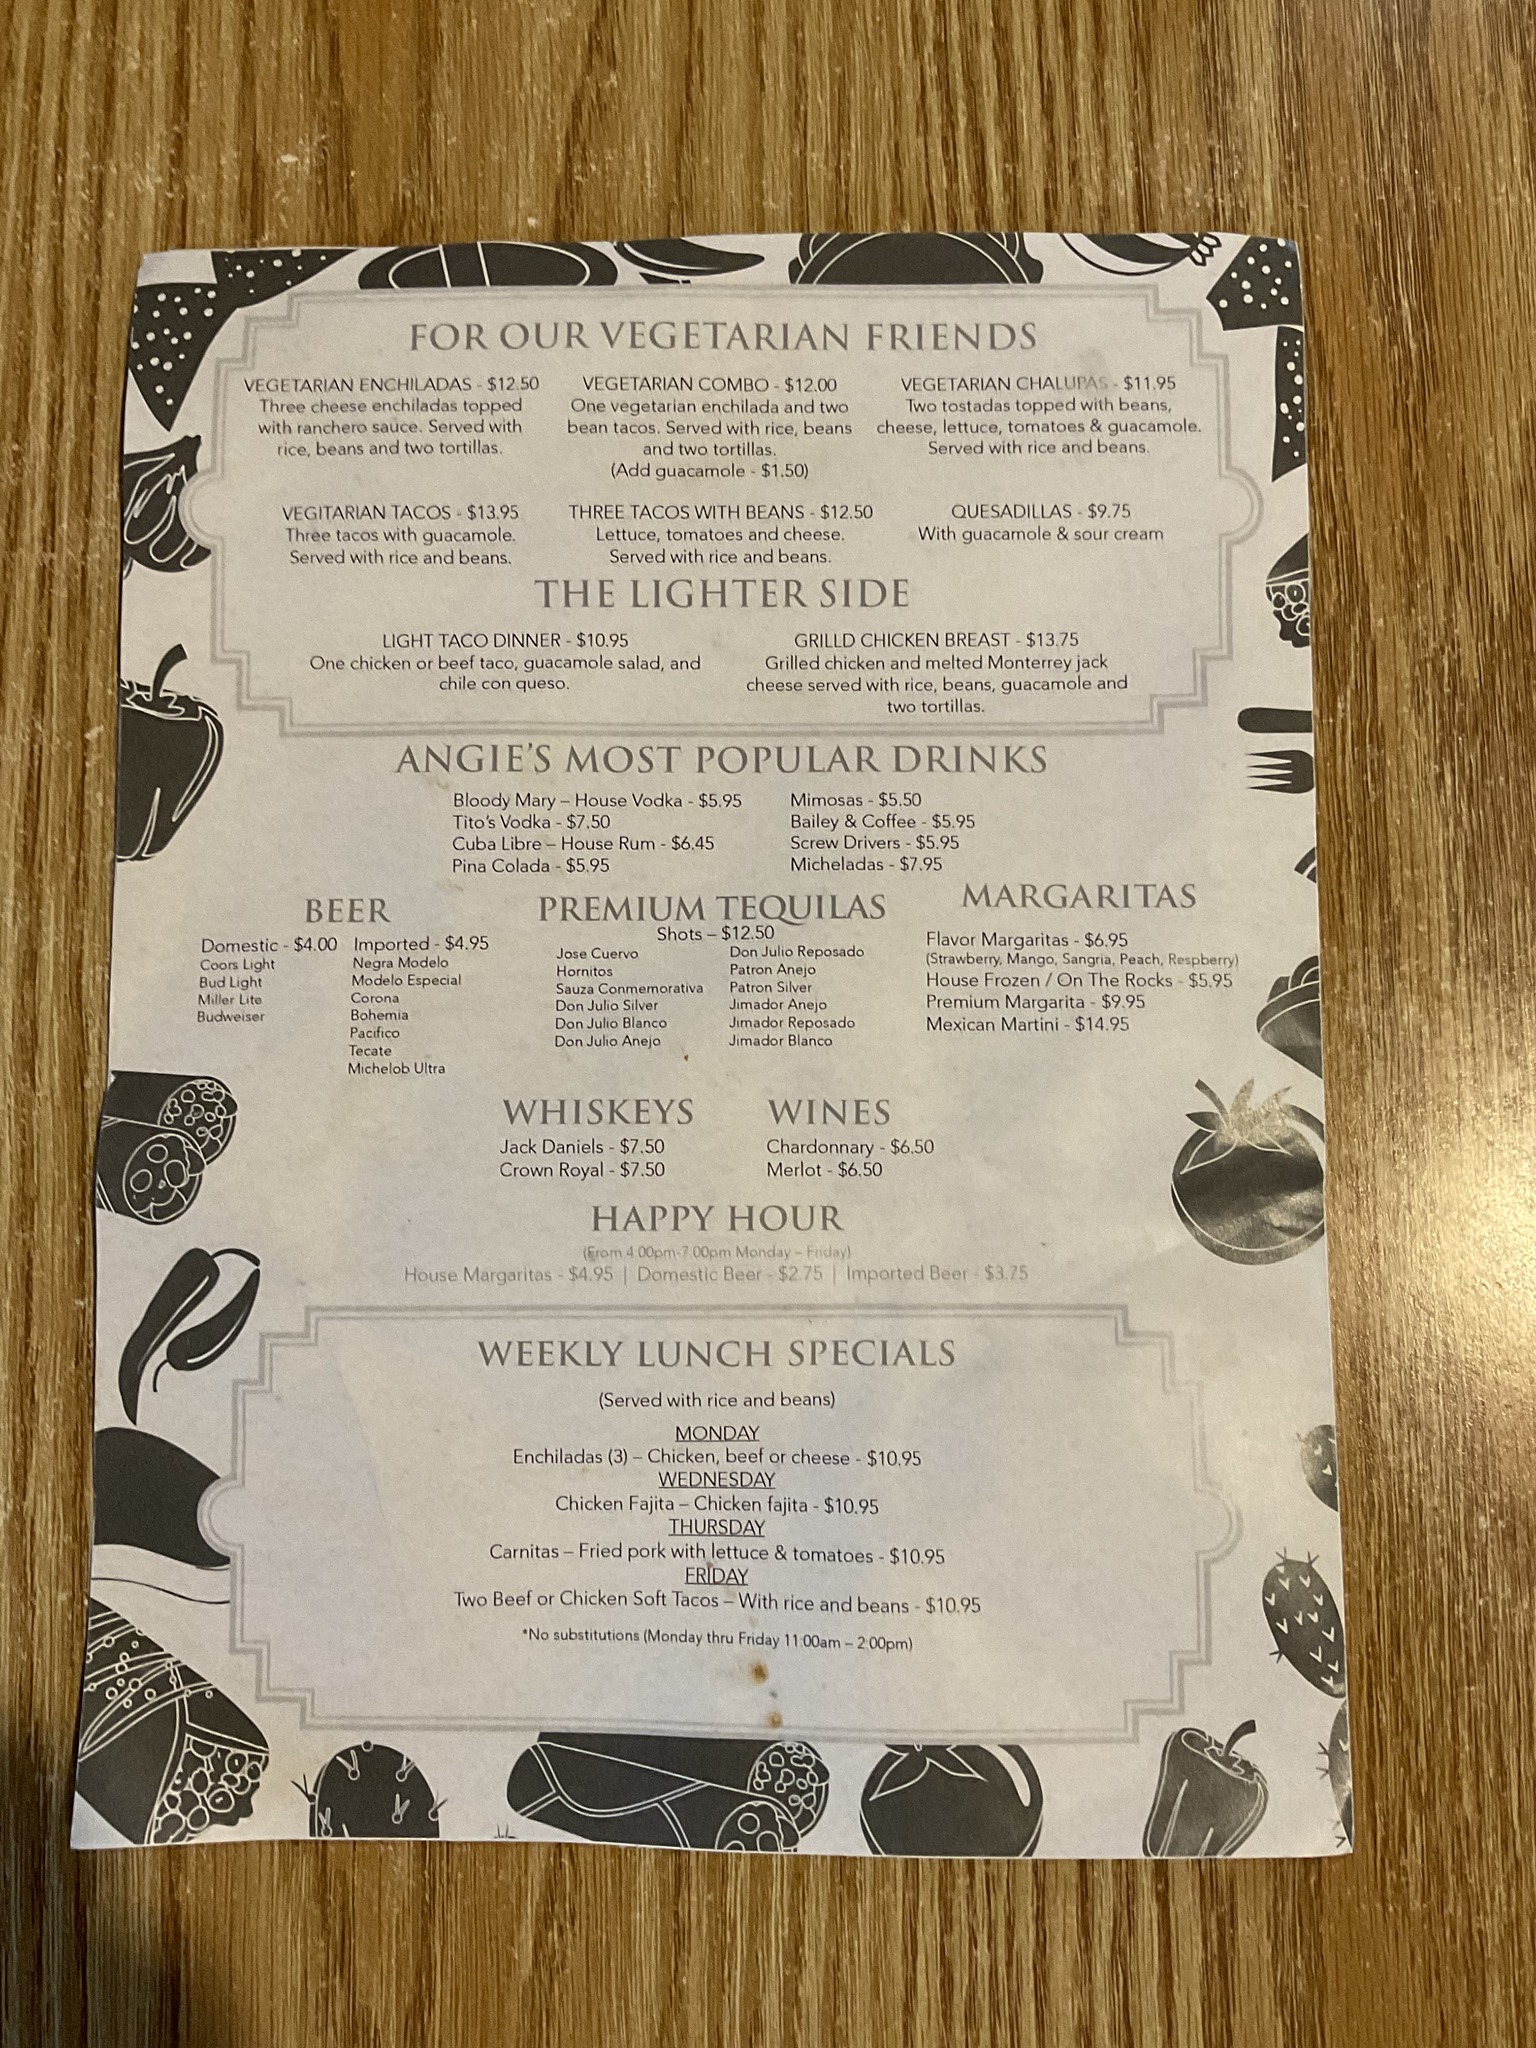 FOR OUR VEGETARIAN FRIENDS
VEGETARIAN ENCHILADAS - $12.50
Three cheese enchiladas topped
with ranchero sauce. Served with
rice, beans and two tortillas.
VEGETARIAN COMBO - $12.00
One vegetarian enchilada and two
bean tacos. Served with rice, beans
and two tortillas.
(Add guacamole - $1.50)
VEGETARIAN CHALUPAS - $11.95
Two tostadas topped with beans,
cheese, lettuce, tomatoes & guacamole.
Served with rice and beans.
VEGITARIAN TACOS - $13.95
Three tacos with guacamole.
Served with rice and beans.
THREE TACOS WITH BEANS - $12.50
Lettuce, tomatoes and cheese.
Served with rice and beans.
QUESADILLAS - $9.75
With guacamole & sour cream
THE LIGHTER SIDE
LIGHT TACO DINNER - $10.95
One chicken or beef taco, guacamole salad, and
chile con queso.
GRILLD CHICKEN BREAST - $13.75
Grilled chicken and melted Monterrey jack
cheese served with rice, beans, guacamole and
two tortillas.
ANGIE'S MOST POPULAR DRINKS
Bloody Mary – House Vodka - $5.95
Tito's Vodka - $7.50
Cuba Libre – House Rum - $6.45
Pina Colada - $5.95
Mimosas - $5.50
Bailey & Coffee - $5.95
Screw Drivers - $5.95
Micheladas - $7.95
BEER
Domestic - $4.00
Coors Light
Bud Light
Miller Lite
Budweiser
Imported - $4.95
Negra Modelo
Modelo Especial
Corona
Bohemia
Pacifico
Tecate
Michelob Ultra
PREMIUM TEQUILAS
Shots – $12.50
Jose Cuervo
Hornitos
Sauza Conmemorativa
Don Julio Silver
Don Julio Blanco
Don Julio Anejo
Don Julio Reposado
Patron Anejo
Patron Silver
Jimador Anejo
Jimador Reposado
Jimador Blanco
MARGARITAS
Flavor Margaritas - $6.95
(Strawberry, Mango, Sangria, Peach, Respberry)
House Frozen / On The Rocks - $5.95
Premium Margarita - $9.95
Mexican Martini - $14.95
WHISKEYS
Jack Daniels - $7.50
Crown Royal - $7.50
WINES
Chardonnary - $6.50
Merlot - $6.50
HAPPY HOUR
(From 4:00pm-7:00pm Monday – Friday)
House Margaritas - $4.95 | Domestic Beer - $2.75 | Imported Beer - $3.75
WEEKLY LUNCH SPECIALS
(Served with rice and beans)
MONDAY
Enchiladas (3) – Chicken, beef or cheese - $10.95
WEDNESDAY
Chicken Fajita – Chicken fajita - $10.95
THURSDAY
Carnitas – Fried pork with lettuce & tomatoes - $10.95
FRIDAY
Two Beef or Chicken Soft Tacos – With rice and beans - $10.95
*No substitutions (Monday thru Friday 11:00am – 2:00pm)